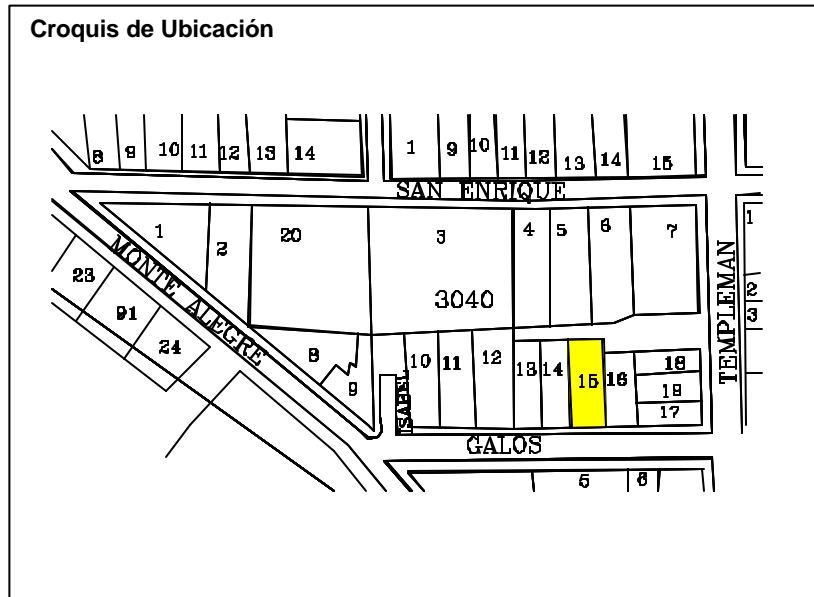 Croquis de Ubicación
8 9 10 11 12 13 14 1 9 10 11 12 13 14 15
SAN ENRIQUE
1 2 20 3 4 5 6 7 1
MONTE ALEGRE
TEMPLEMAN
23 91 24
3040
2
3
8 9 10 11 12 13 14 15 16 18
19
17
ISABEL
GALOS
5 6